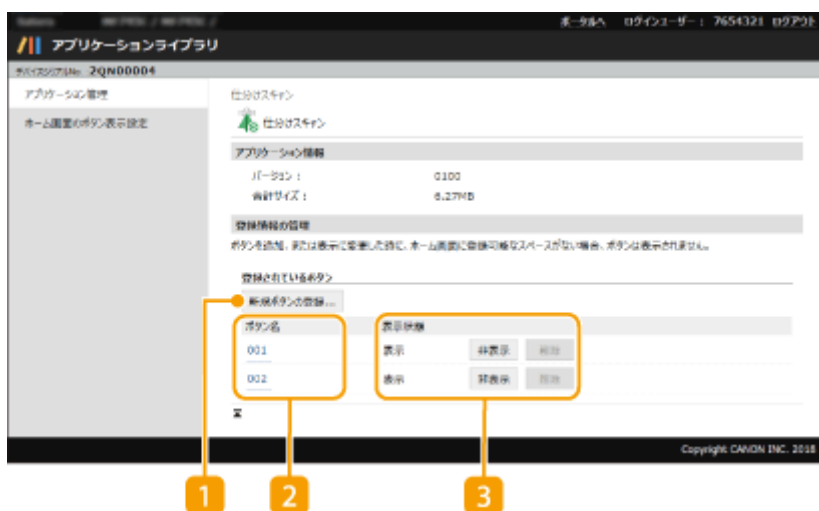 ポータルへ ログインユーザー： 7654321 ログアウト
アプリケーションライブラリ
デバイスシリアルNo: 2QN00004
アプリケーション管理
ホーム画面のボタン表示設定
仕分けスキャン
仕分けスキャン
アプリケーション情報
バージョン： 0100
合計サイズ： 6.27MB
登録情報の管理
ボタンを追加、または表示に変更した時に、ホーム画面に登録可能なスペースがない場合、ボタンは表示されません。
登録されているボタン
新規ボタンの登録...
ボタン名 表示状態
001 表示 非表示 削除
002 表示 非表示 削除
Copyright CANON INC. 2018
1 2 3